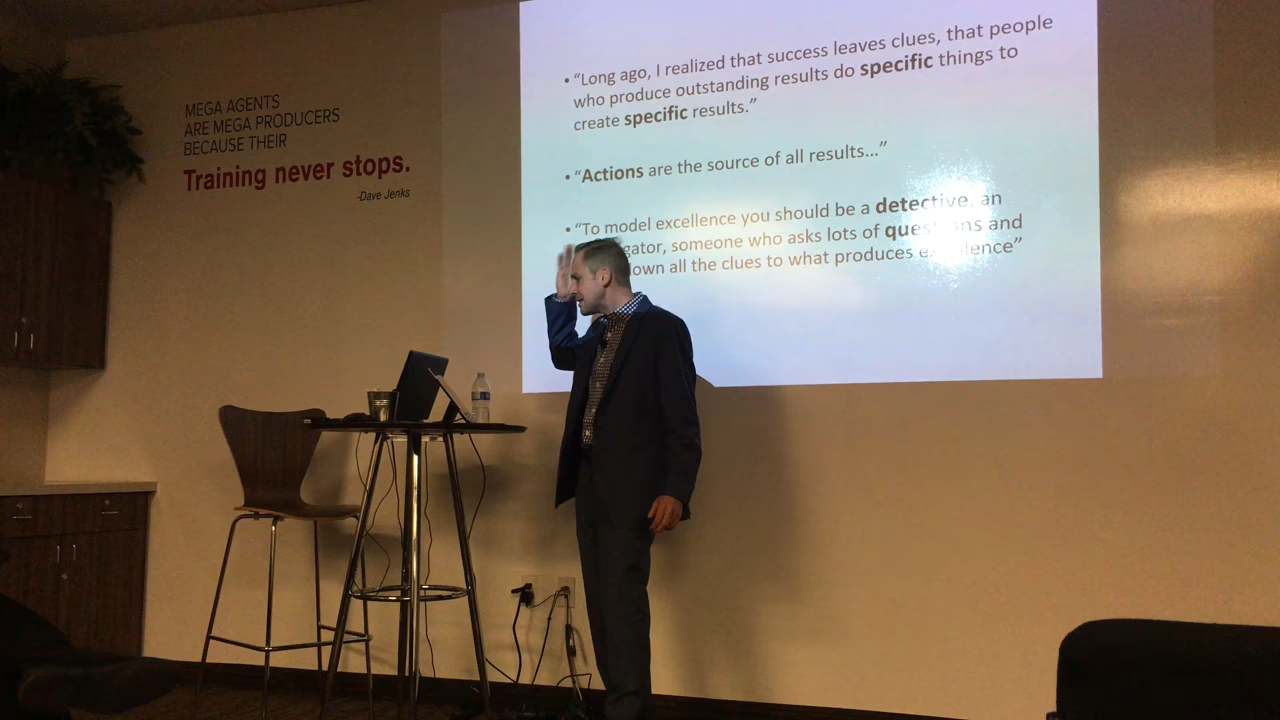 MEGA AGENTS
ARE MEGA PRODUCERS
BECAUSE THEIR
Training never stops.
-Dave Jenks
• “Long ago, I realized that success leaves clues, that people
who produce outstanding results do specific things to
create specific results.”
• “Actions are the source of all results...”
• “To model excellence you should be a detective, an
someone who asks lots of and
all the clues to what produces